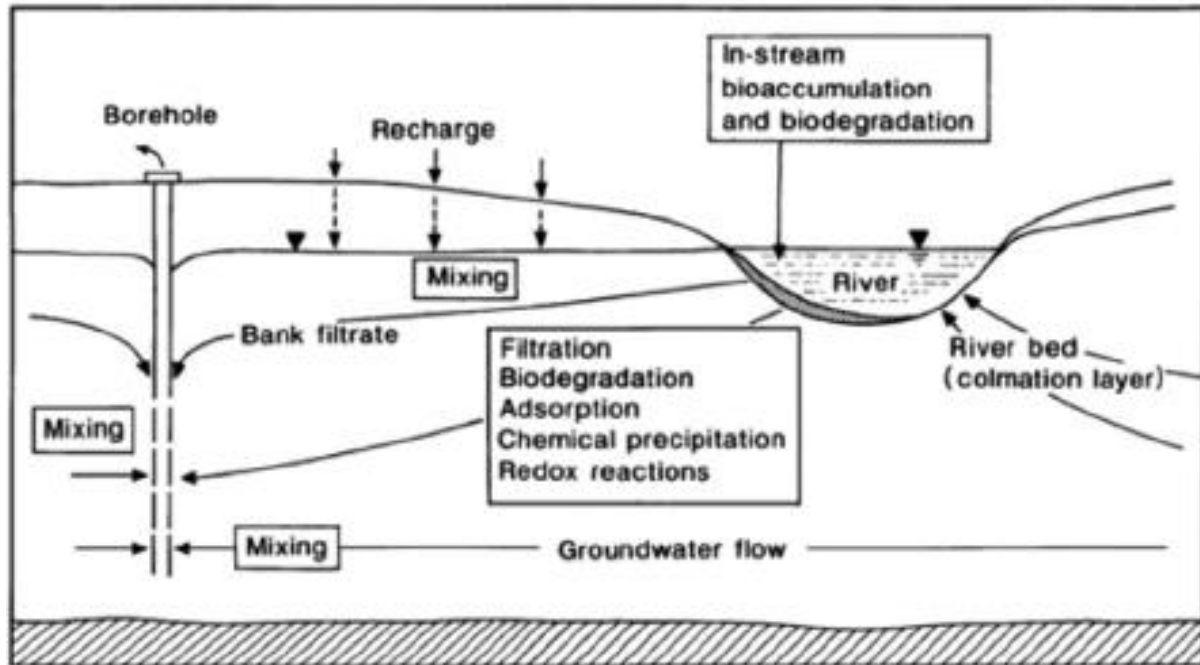 In-stream
bioaccumulation
and biodegradation
Borehole
Recharge
Mixing
River
Bank filtrate
Filtration
Biodegradation
Adsorption
Chemical precipitation
Redox reactions
River bed
(colmation layer)
Mixing
Mixing
Groundwater flow